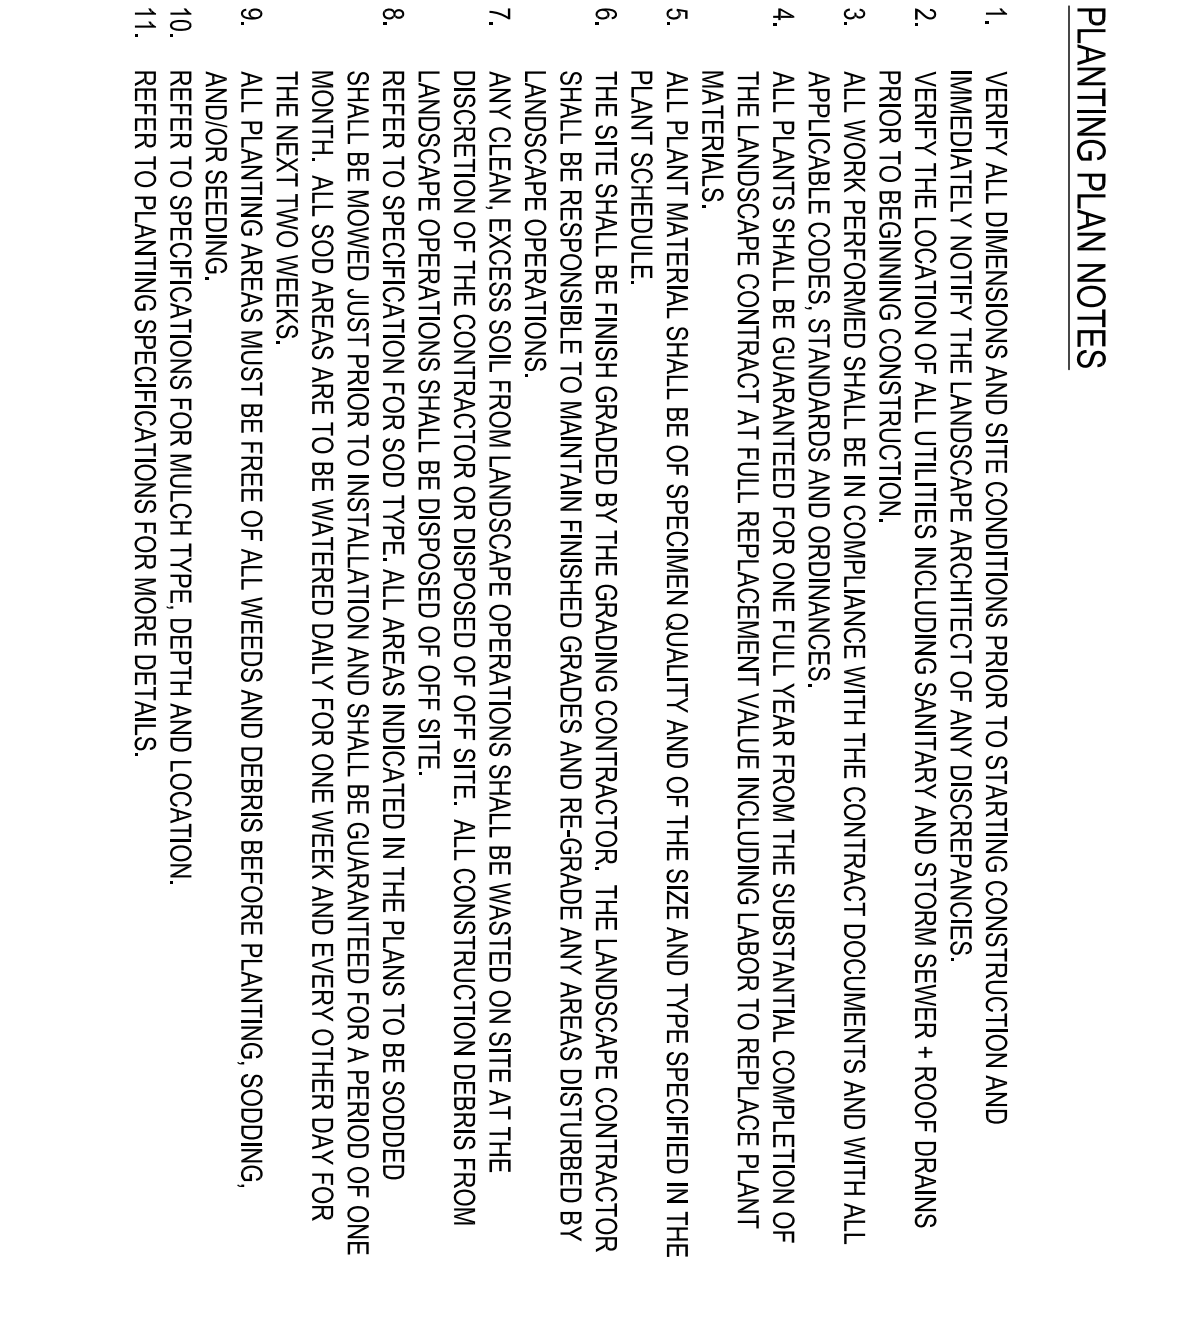 PLANTING PLAN NOTES
1. VERIFY ALL DIMENSIONS AND SITE CONDITIONS PRIOR TO STARTING CONSTRUCTION AND
IMMEDIATELY NOTIFY THE LANDSCAPE ARCHITECT OF ANY DISCREPANCIES.
2. VERIFY THE LOCATION OF ALL UTILITIES INCLUDING SANITARY AND STORM SEWER + ROOF DRAINS
PRIOR TO BEGINNING CONSTRUCTION.
3. ALL WORK PERFORMED SHALL BE IN COMPLIANCE WITH THE CONTRACT DOCUMENTS AND WITH ALL
APPLICABLE CODES, STANDARDS AND ORDINANCES.
4. ALL PLANTS SHALL BE GUARANTEED FOR ONE FULL YEAR FROM THE SUBSTANTIAL COMPLETION OF
THE LANDSCAPE CONTRACT AT FULL REPLACEMENT VALUE INCLUDING LABOR TO REPLACE PLANT
MATERIALS.
5. ALL PLANT MATERIAL SHALL BE OF SPECIMEN QUALITY AND OF THE SIZE AND TYPE SPECIFIED IN THE
PLANT SCHEDULE.
6. THE SITE SHALL BE FINISH GRADED BY THE GRADING CONTRACTOR. THE LANDSCAPE CONTRACTOR
SHALL BE RESPONSIBLE TO MAINTAIN FINISHED GRADES AND RE-GRADE ANY AREAS DISTURBED BY
LANDSCAPE OPERATIONS.
7. ANY CLEAN, EXCESS SOIL FROM LANDSCAPE OPERATIONS SHALL BE WASTED ON SITE AT THE
DISCRETION OF THE CONTRACTOR OR DISPOSED OF OFF SITE. ALL CONSTRUCTION DEBRIS FROM
LANDSCAPE OPERATIONS SHALL BE DISPOSED OF OFF SITE.
8. REFER TO SPECIFICATION FOR SOD TYPE. ALL AREAS INDICATED IN THE PLANS TO BE SODDED
SHALL BE MOWED JUST PRIOR TO INSTALLATION AND SHALL BE GUARANTEED FOR A PERIOD OF ONE
MONTH. ALL SOD AREAS ARE TO BE WATERED DAILY FOR ONE WEEK AND EVERY OTHER DAY FOR
THE NEXT TWO WEEKS.
9. ALL PLANTING AREAS MUST BE FREE OF ALL WEEDS AND DEBRIS BEFORE PLANTING, SODDING,
AND/OR SEEDING.
10. REFER TO SPECIFICATIONS FOR MULCH TYPE, DEPTH AND LOCATION.
11. REFER TO PLANTING SPECIFICATIONS FOR MORE DETAILS.